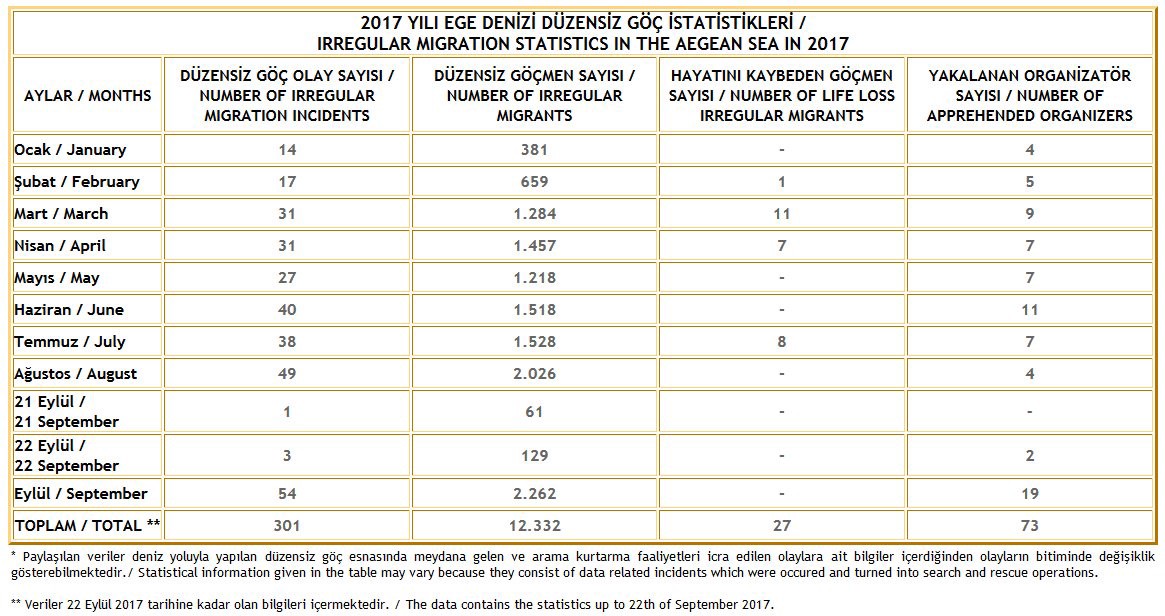 2017 YILI EGE DENİZİ DÜZENSİZ GÖÇ İSTATİSTİKLERİ /
IRREGULAR MIGRATION STATISTICS IN THE AEGEAN SEA IN 2017
AYLAR / MONTHS
DÜZENSİZ GÖÇ OLAY SAYISI /
NUMBER OF IRREGULAR
MIGRATION INCIDENTS
DÜZENSİZ GÖÇMEN SAYISI /
NUMBER OF IRREGULAR
MIGRANTS
HAYATINI KAYBEDEN GÖÇMEN
SAYISI / NUMBER OF LIFE LOSS
IRREGULAR MIGRANTS
YAKALANAN ORGANİZATÖR
SAYISI / NUMBER OF
APPREHENDED ORGANIZERS
Ocak / January 14 381 - 4
Şubat / February 17 659 1 5
Mart / March 31 1.284 11 9
Nisan / April 31 1.457 7 7
Mayıs / May 27 1.218 - 7
Haziran / June 40 1.518 - 11
Temmuz / July 38 1.528 8 7
Ağustos / August 49 2.026 - 4
21 Eylül /
21 September 1 61 - -
22 Eylül /
22 September 3 129 - 2
Eylül / September 54 2.262 - 19
TOPLAM / TOTAL ** 301 12.332 27 73
* Paylaşılan veriler deniz yoluyla yapılan düzensiz göç esnasında meydana gelen ve arama kurtarma faaliyetleri icra edilen olaylara ait bilgiler içerdiğinden olayların bitiminde değişiklik
gösterebilmektedir./ Statistical information given in the table may vary because they consist of data related incidents which were occured and turned into search and rescue operations.
** Veriler 22 Eylül 2017 tarihine kadar olan bilgileri içermektedir. / The data contains the statistics up to 22th of September 2017.